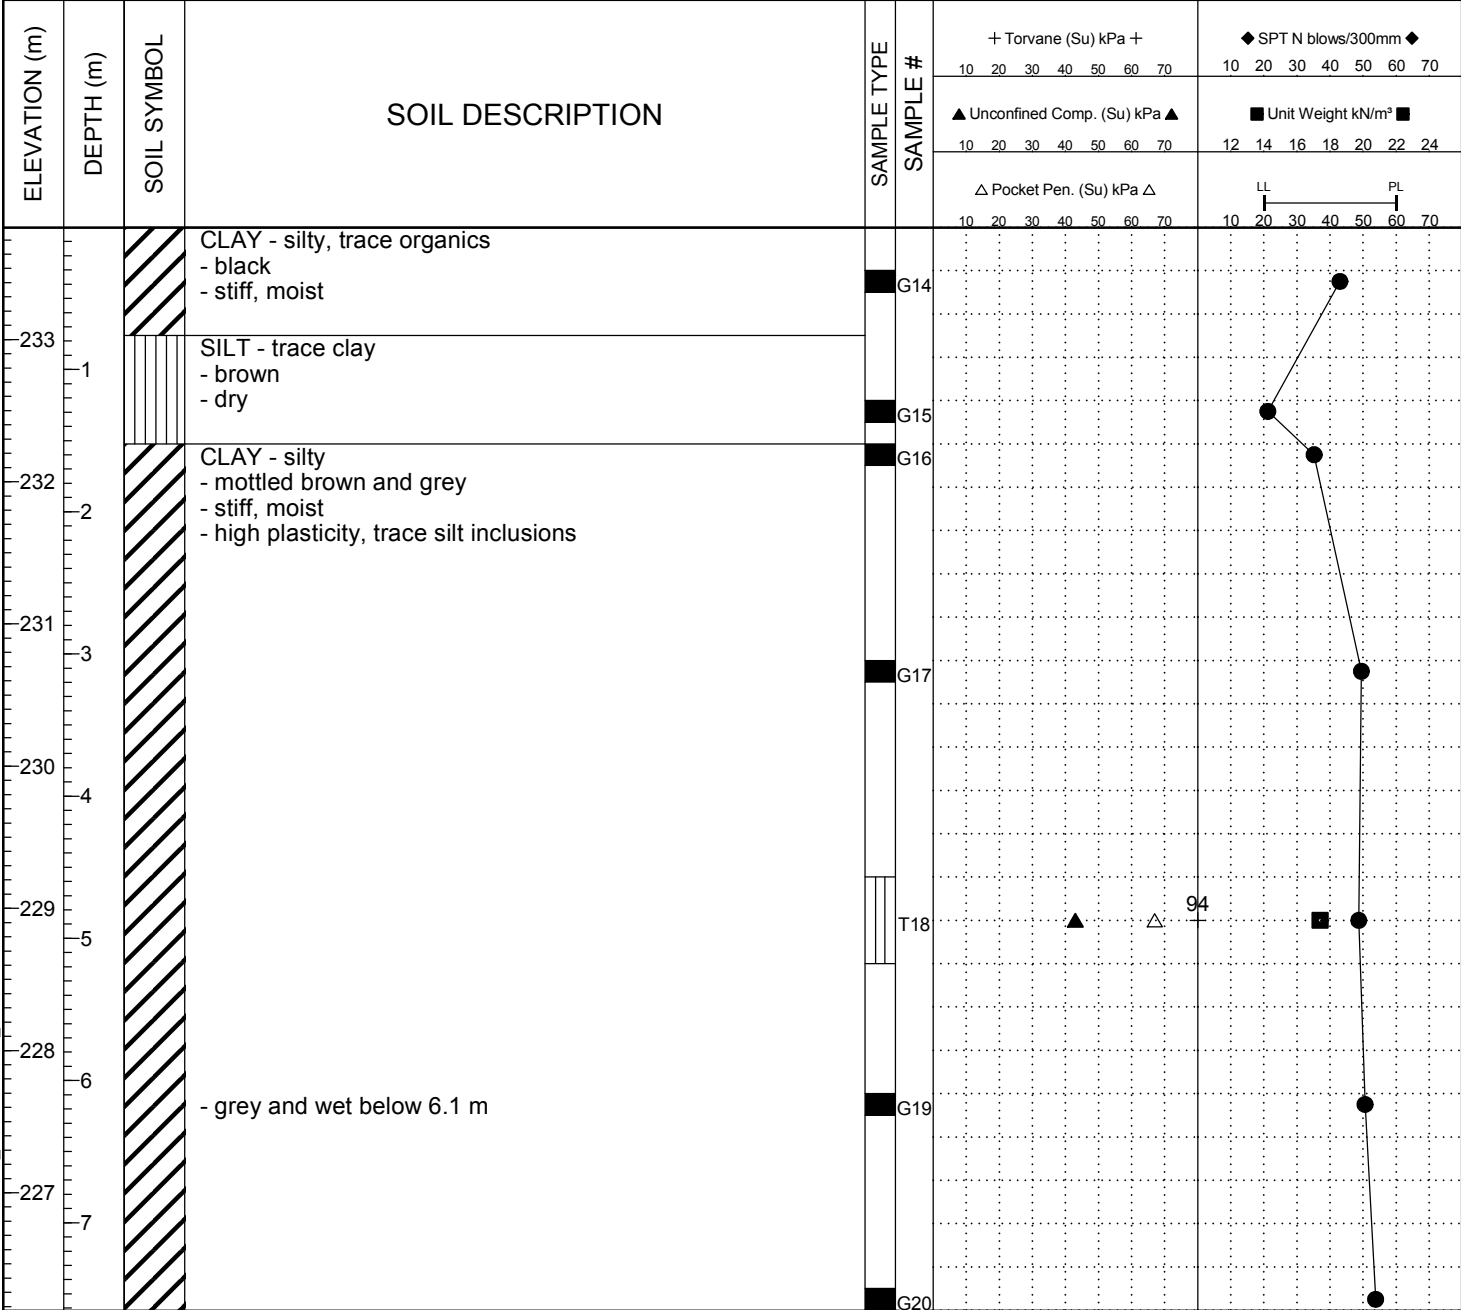 ELEVATION (m)
DEPTH (m)
SOIL SYMBOL
SOIL DESCRIPTION
SAMPLE TYPE
SAMPLE #
+ Torvane (Su) kPa +
10 20 30 40 50 60 70
▲ Unconfined Comp. (Su) kPa ▲
10 20 30 40 50 60 70
△ Pocket Pen. (Su) kPa △
10 20 30 40 50 60 70
◆ SPT N blows/300mm ◆
10 20 30 40 50 60 70
■ Unit Weight kN/m³ ■
12 14 16 18 20 22 24
LL PL
10 20 30 40 50 60 70
CLAY - silty, trace organics
- black
- stiff, moist
G14
233
SILT - trace clay
1
- brown
- dry
G15
CLAY - silty
G16
232
- mottled brown and grey
2
- stiff, moist
- high plasticity, trace silt inclusions
231
3
G17
230
4
229
94
T18
5
228
6
- grey and wet below 6.1 m
G19
227
7
G20